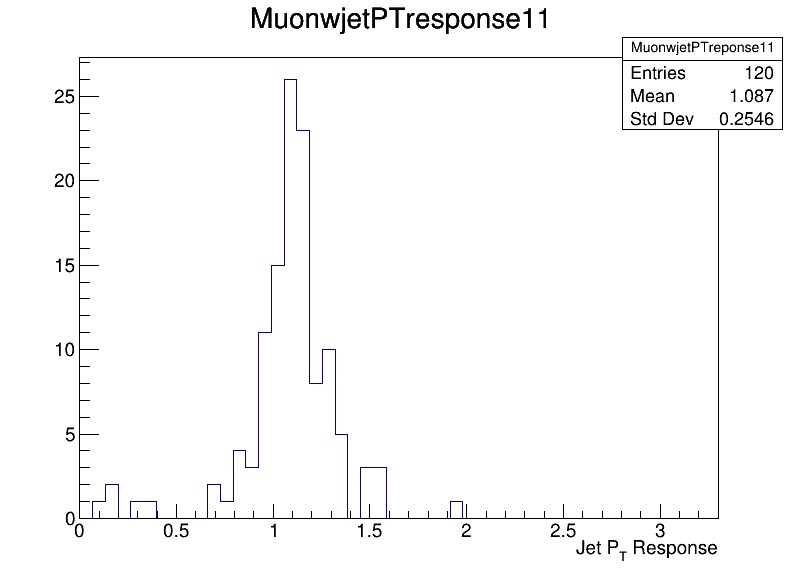 MuonwjetPTresponse11
MuonwjetPTreponse11
Entries 120
Mean 1.087
Std Dev 0.2546
25
20
15
10
5
0
0 0.5 1 1.5 2 2.5 3
Jet PT Response